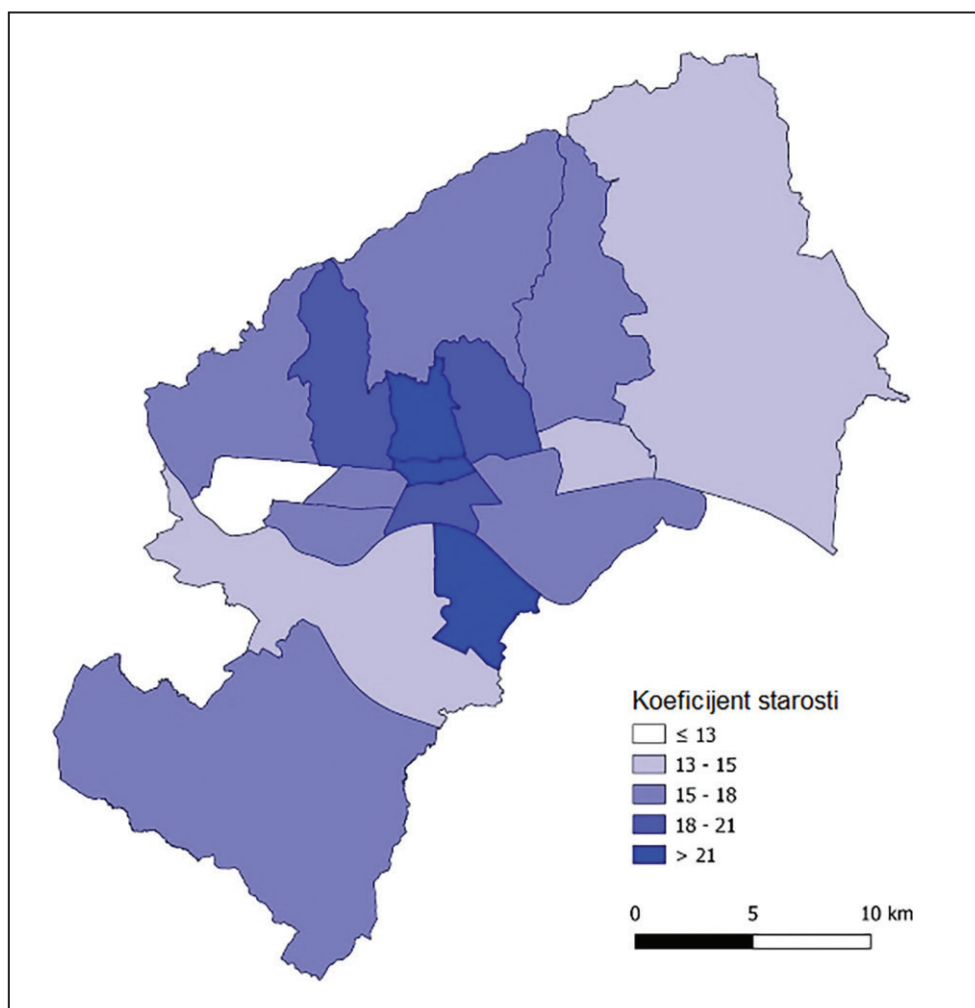 Koeficijent starosti
≤ 13
13 - 15
15 - 18
18 - 21
> 21
0 5 10 km